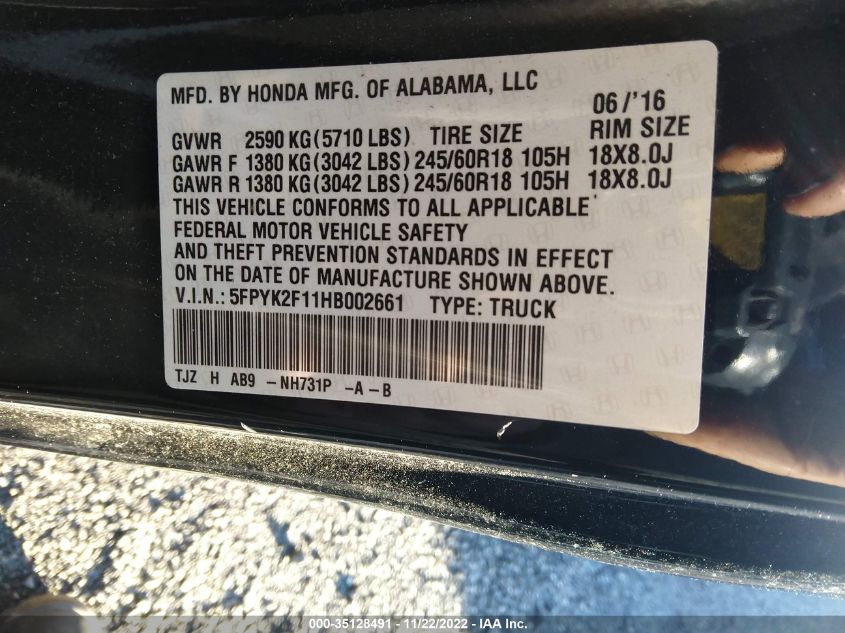 MFD. BY HONDA MFG. OF ALABAMA, LLC 06/'16
GVWR 2590 KG (5710 LBS) TIRE SIZE RIM SIZE
GAWR F 1380 KG (3042 LBS) 245/60R18 105H 18X8.0J
GAWR R 1380 KG (3042 LBS) 245/60R18 105H 18X8.0J
THIS VEHICLE CONFORMS TO ALL APPLICABLE
FEDERAL MOTOR VEHICLE SAFETY
AND THEFT PREVENTION STANDARDS IN EFFECT
ON THE DATE OF MANUFACTURE SHOWN ABOVE.
V.I.N.: 5FPYK2F11HB002661 TYPE: TRUCK
TJZ H AB9 -NH731P -A-B
000-35128491 - 11/22/2022 - IAA Inc.